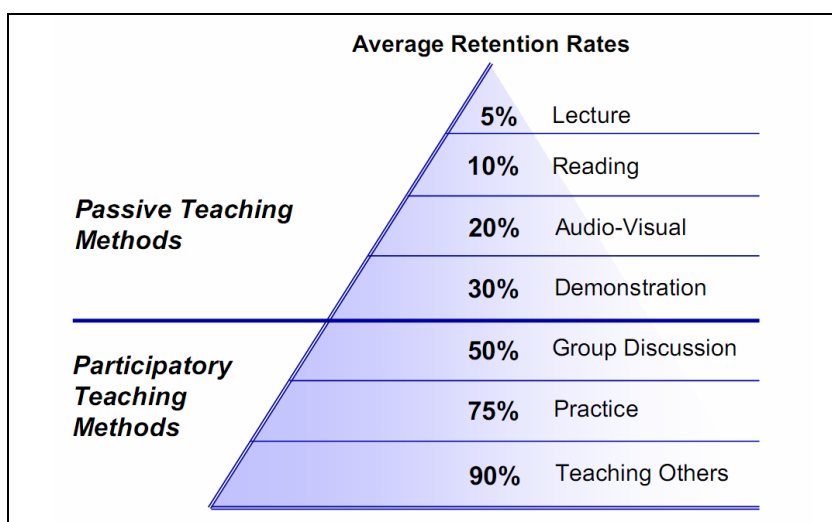 Average Retention Rates
5% Lecture
10% Reading
Passive Teaching
Methods
20% Audio-Visual
30% Demonstration
Participatory
Teaching
Methods
50% Group Discussion
75% Practice
90% Teaching Others